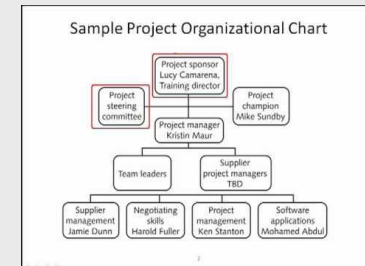 Sample Project Organizational Chart
Project sponsor
Lucy Camarena,
Training director
Project
steering
committee
Project
champion
Mike Sundby
Project manager
Kristin Maur
Team leaders
Supplier
project managers
TBD
Supplier
management
Jamie Dunn
Negotiating
skills
Harold Fuller
Project
management
Ken Stanton
Software
applications
Mohamed Abdul
2